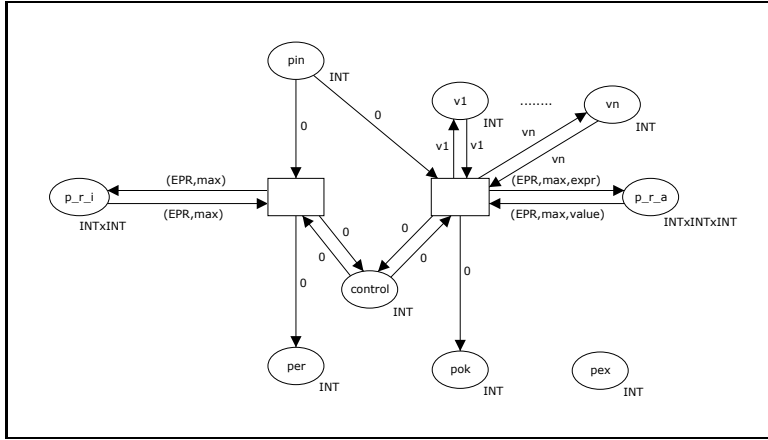 pin
INT
v1
INT
........
vn
INT
0
0
v1
v1
vn
vn
(EPR,max)
(EPR,max,expr)
p_r_i
p_r_a
(EPR,max)
(EPR,max,value)
INTxINT
INTxINTxINT
0
0
0
0
0
0
control
INT
per
INT
pok
INT
pex
INT